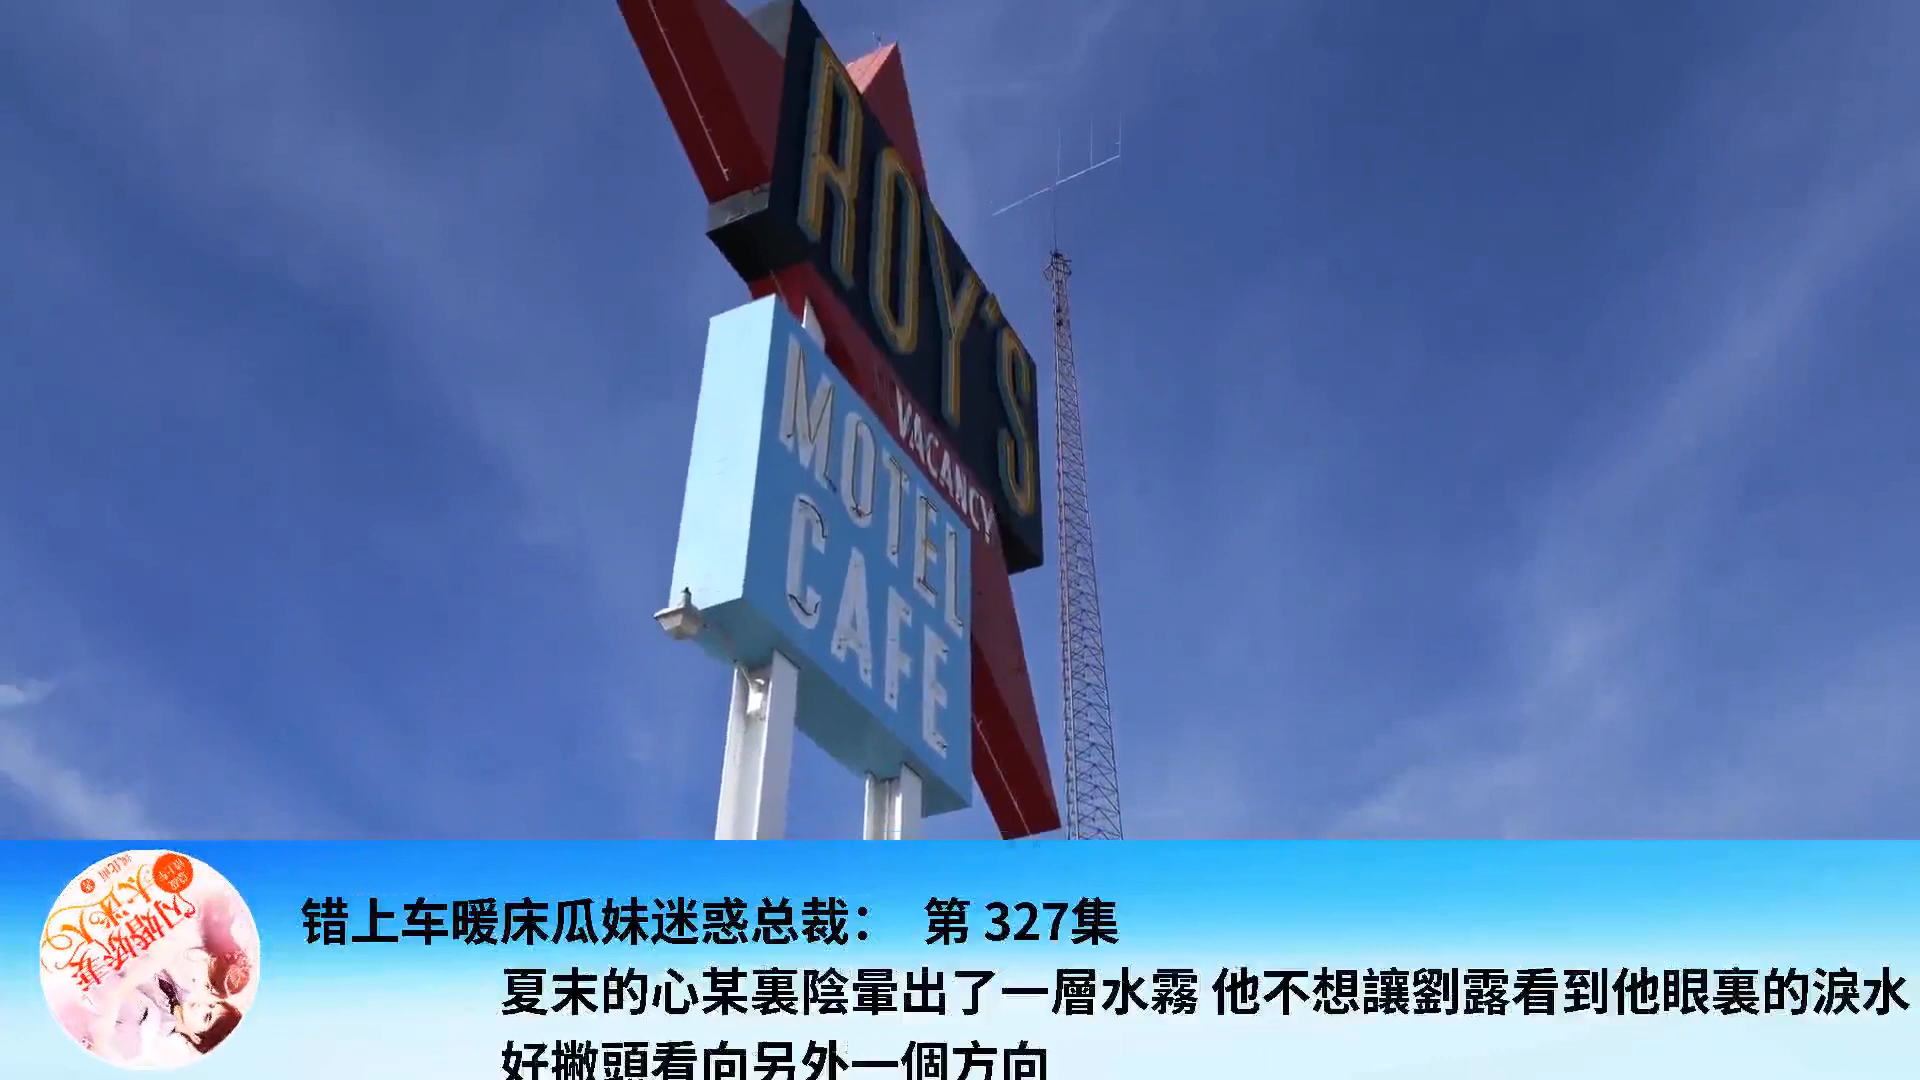 ROY'S
VACANCY
MOTEL
CAFE
错上车暖床瓜妹迷惑总裁： 第 327集
夏末的心某裏陰暈出了一層水霧 他不想讓劉露看到他眼裏的淚水
好撇頭看向另外一個方向